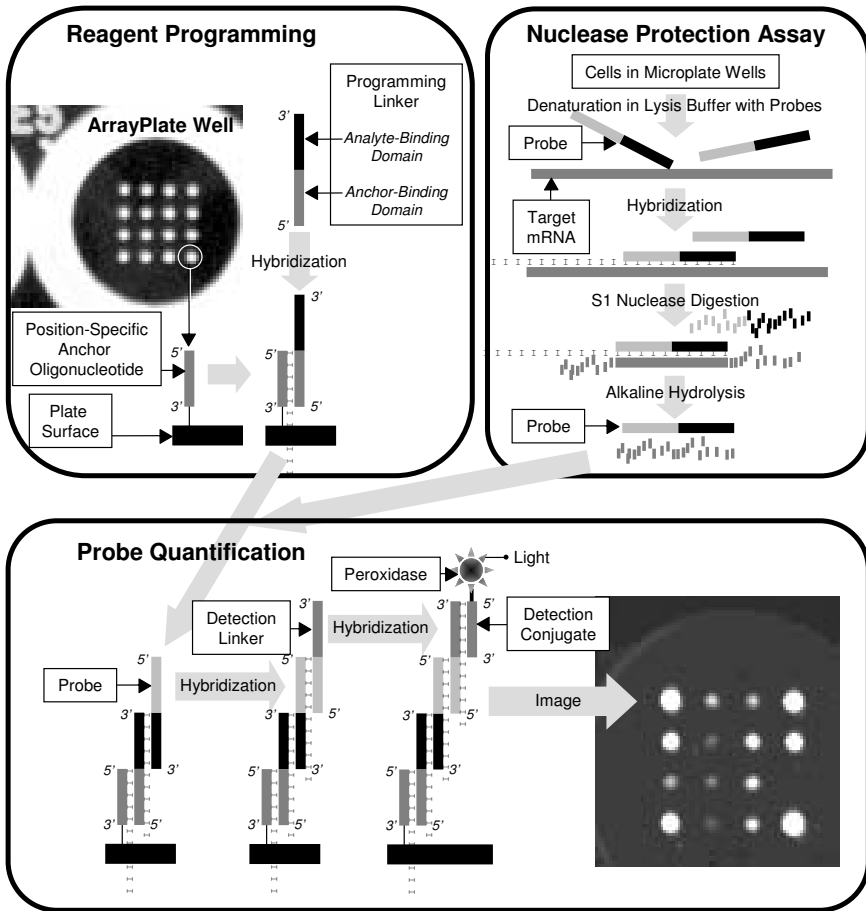 Reagent Programming
ArrayPlate Well
3'
Programming
Linker
Analyte-Binding
Domain
Anchor-Binding
Domain
5'
Hybridization
3'
Position-Specific
Anchor
Oligonucleotide
5'
3'
5'
3'
5'
Plate
Surface
Nuclease Protection Assay
Cells in Microplate Wells
Denaturation in Lysis Buffer with Probes
Probe
Target
mRNA
Hybridization
S1 Nuclease Digestion
Alkaline Hydrolysis
Probe
Probe Quantification
Peroxidase
Light
Detection
Linker
3'
Hybridization
3'
5'
Detection
Conjugate
3'
Probe
5'
Hybridization
5'
5'
5'
5'
Image
3'
3'
3'
3'
3'
3'
5'
5'
5'
3'
5'
3'
5'
3'
5'